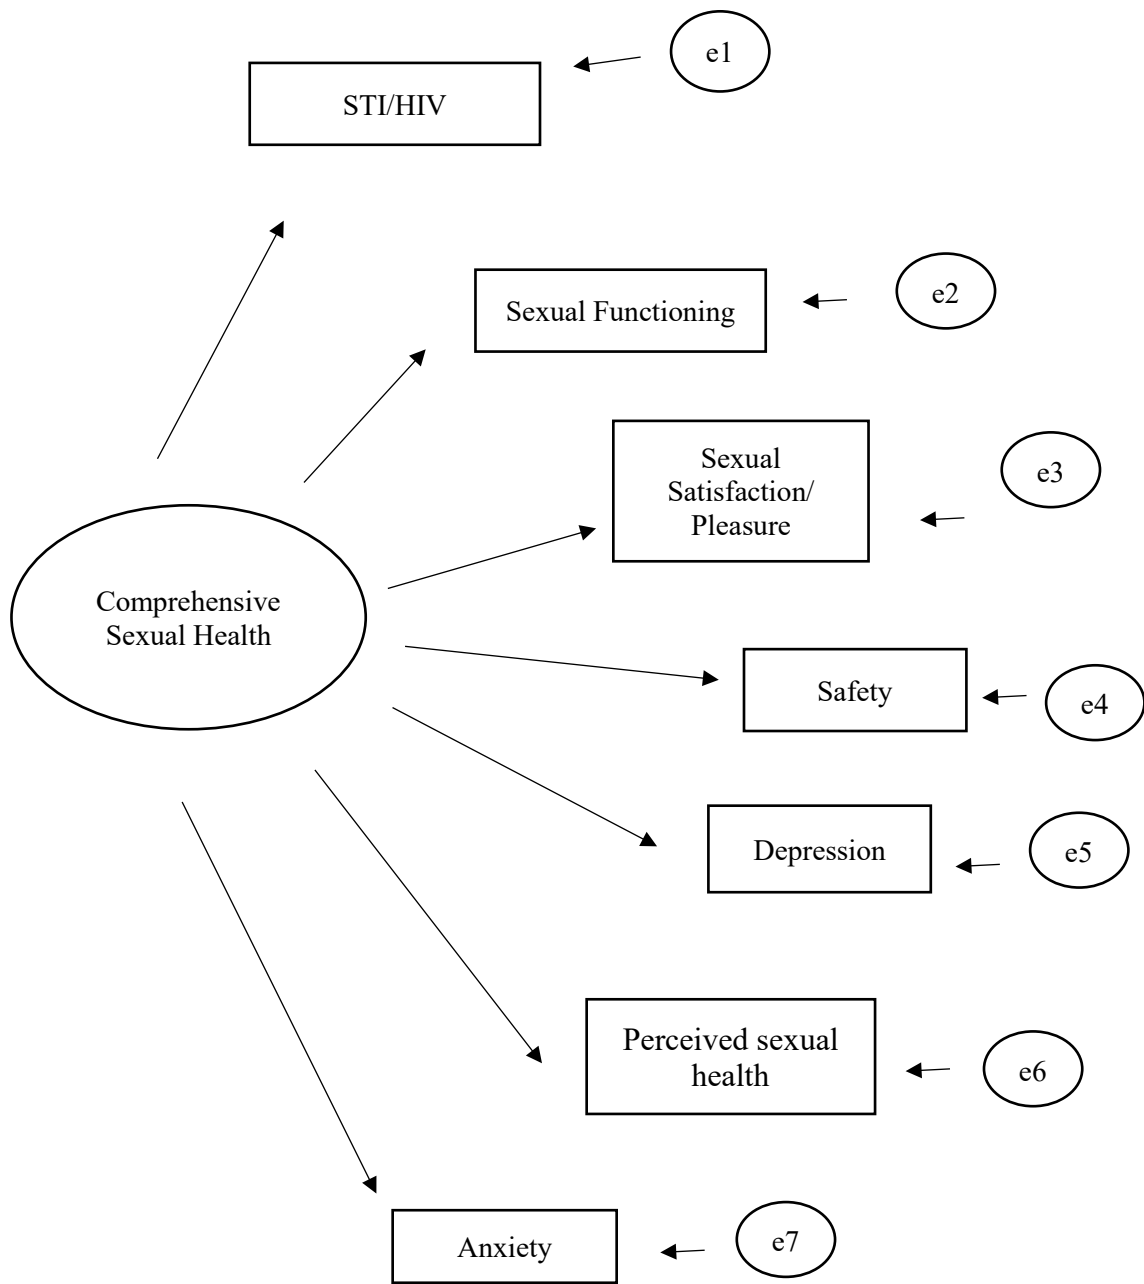 e1
STI/HIV
e2
Sexual Functioning
Sexual
Satisfaction/
Pleasure
e3
Comprehensive
Sexual Health
Safety
e4
Depression
e5
Perceived sexual
health
e6
Anxiety
e7